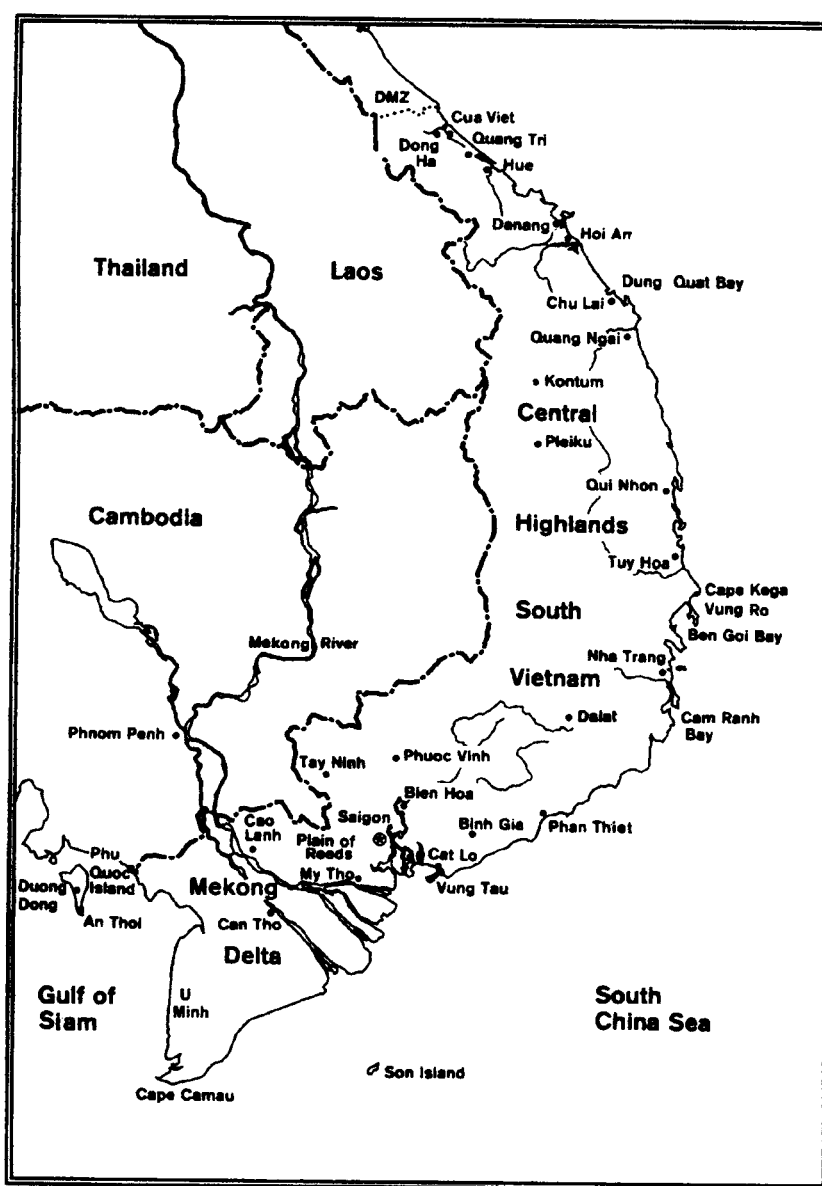 DMZ
Cua Viet
Quang Tri
Dong
Ha
Hue
Danang
Hoi An
Thailand
Laos
Dung Quat Bay
Chu Lai
Quang Ngai
Kontum
Central
Pleiku
Qui Nhon
Cambodia
Highlands
Tuy Hoa
Cape Kega
Vung Ro
South
Ben Goi Bay
Mekong River
Nha Trang
Vietnam
Dalat
Cam Ranh
Bay
Phnom Penh
Tay Ninh
Phuoc Vinh
Bien Hoa
Saigon
Cao
Lanh
Plain of
Reeds
Binh Gia
Phan Thiet
Cat Lo
My Tho
Vung Tau
Phu
Quoc
Island
Duong
Dong
An Thoi
Mekong
Can Tho
Delta
Gulf of
Siam
U
Minh
South
China Sea
Son Island
Cape Camau